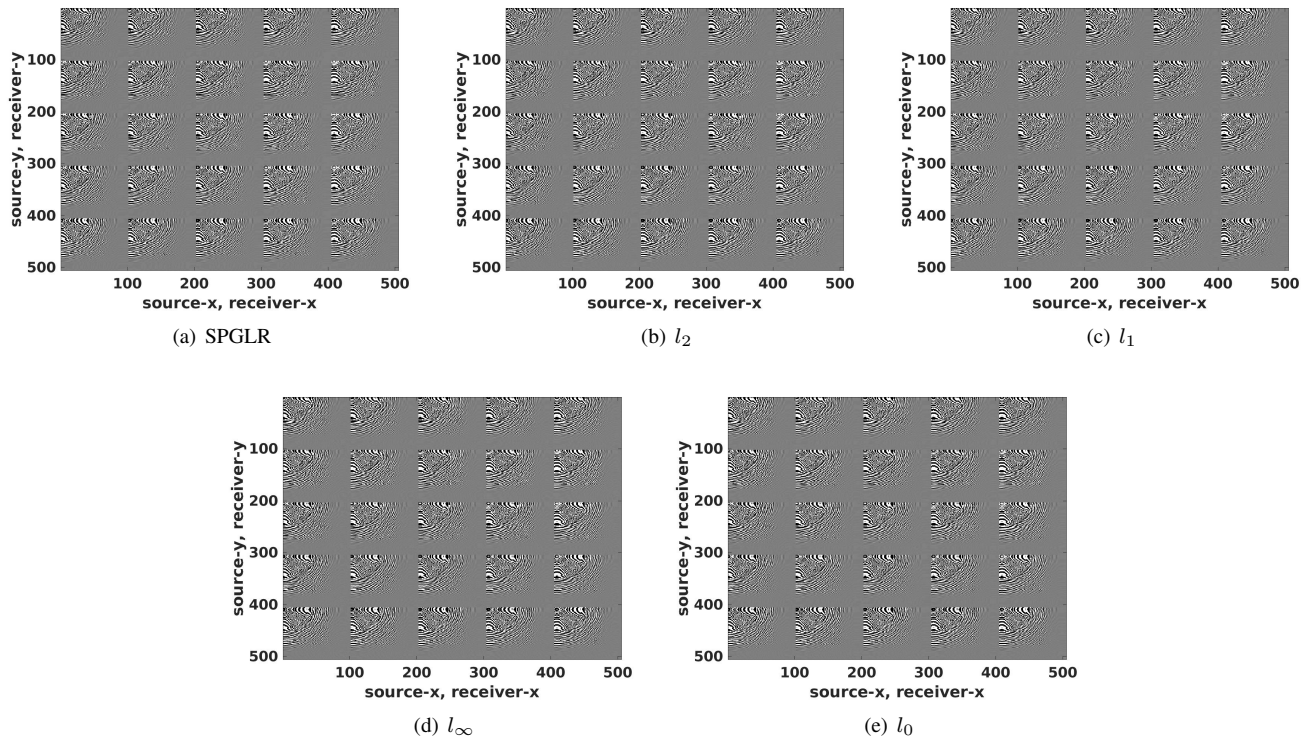 source-y, receiver-y
100
200
300
400
500
100 200 300 400 500
source-x, receiver-x
(a) SPGLR
source-y, receiver-y
100
200
300
400
500
100 200 300 400 500
source-x, receiver-x
(b) l₂
source-y, receiver-y
100
200
300
400
500
100 200 300 400 500
source-x, receiver-x
(c) l₁
source-y, receiver-y
100
200
300
400
500
100 200 300 400 500
source-x, receiver-x
(d) l∞
source-y, receiver-y
100
200
300
400
500
100 200 300 400 500
source-x, receiver-x
(e) l₀